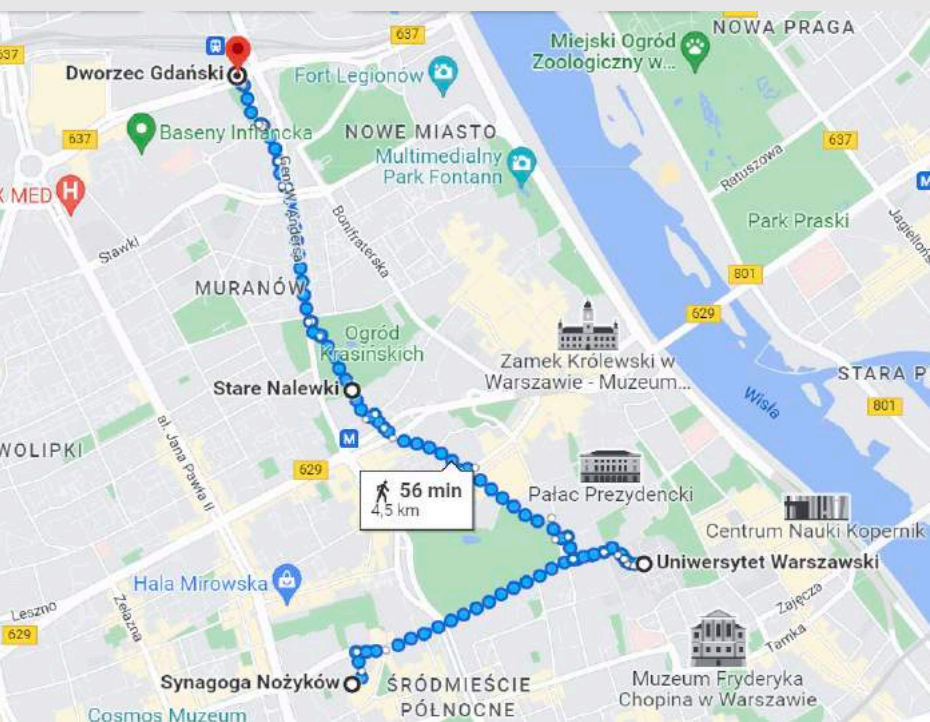 637
637
NOWA PRAGA
Miejski Ogród
Zoologiczny w...
Dworzec Gdański
Fort Legionów
637
Baseny Inflancka
NOWE MIASTO
637
Multimedialny
Park Fontann
Ratuszowa
X MED
H
M
Gen. W. Andersa
Bonifraterska
Park Praski
Stawki
801
MURANÓW
629
Ogród
Krasińskich
Zamek Królewski w
Warszawie - Muzeum...
STARA P
Stare Nalewki
Wisła
801
M
WOLIPKI
al. Jana Pawła II
629
56 min
4,5 km
Pałac Prezydencki
Centrum Nauki Kopernik
Uniwersytet Warszawski
Hala Mirowska
Leszno
Żelazna
Zajęcza
629
Tamka
Synagoga Nożyków
ŚRÓDMIEŚCIE
PÓŁNOCNE
Muzeum Fryderyka
Chopina w Warszawie
Cosmos Muzeum